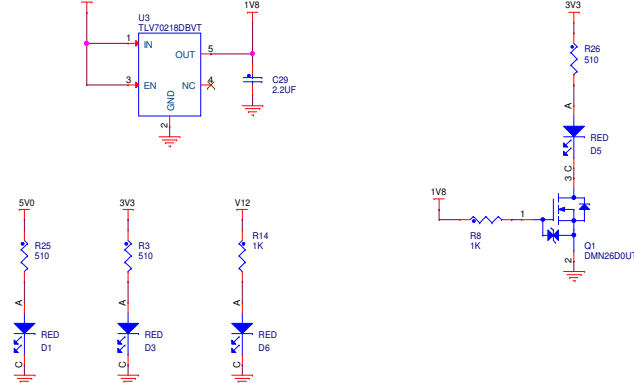 U3
TLV70218DBVT
1
IN
OUT
5
3
EN
NC
4
GND
2
1V8
C29
2.2UF
3V3
R26
510
A
RED
D5
C
3
1V8
R8
1K
1
Q1
DMN26D0UT
2
5V0
R25
510
A
RED
D1
C
3V3
R3
510
A
RED
D3
C
V12
R14
1K
A
RED
D6
C